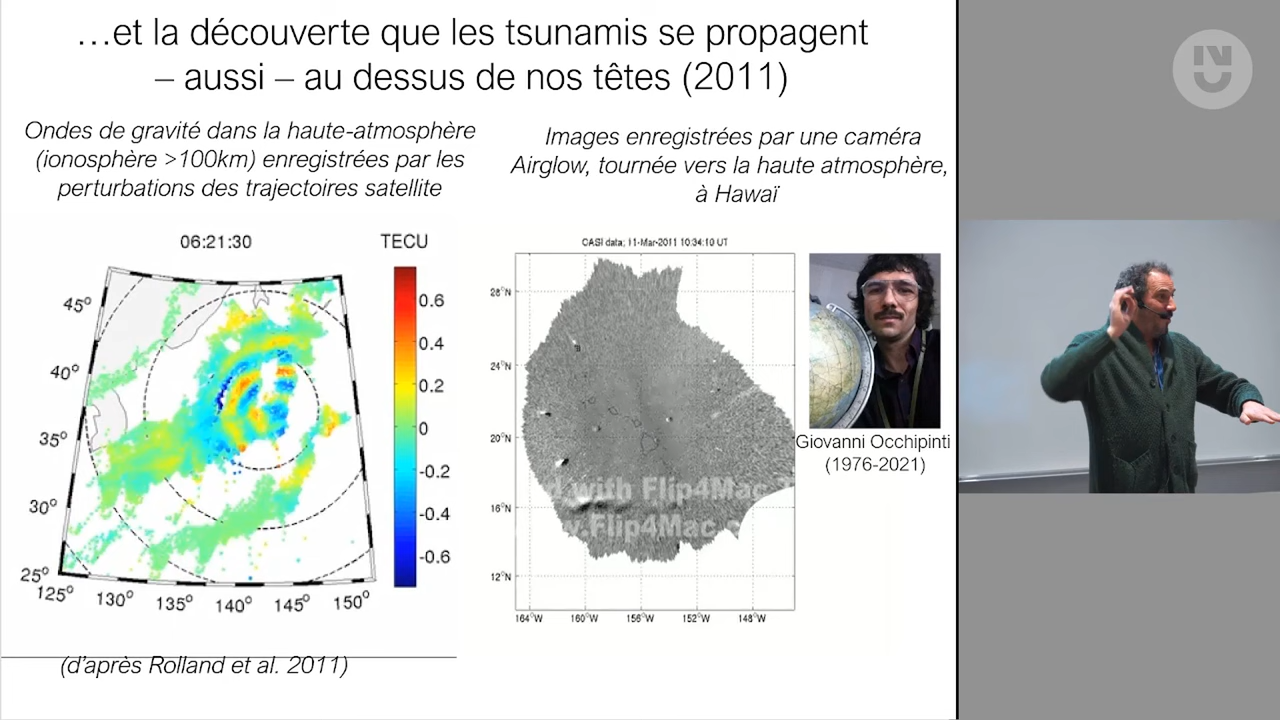 …et la découverte que les tsunamis se propagent
– aussi – au dessus de nos têtes (2011)
Ondes de gravité dans la haute-atmosphère
(ionosphère >100km) enregistrées par les
perturbations des trajectoires satellite
Images enregistrées par une caméra
Airglow, tournée vers la haute atmosphère,
à Hawaï
06:21:30
TECU
45°
40°
35°
30°
25°
125°
130°
135°
140°
145°
150°
0.6
0.4
0.2
0
-0.2
-0.4
-0.6
(d'après Rolland et al. 2011)
CASI data; 11-Mar-2011 10:34:10 UT
28°N
24°N
20°N
16°N
12°N
164°W
160°W
156°W
152°W
148°W
d with Flip4Mac
w.Flip4Mac.
Giovanni Occhipinti
(1976-2021)